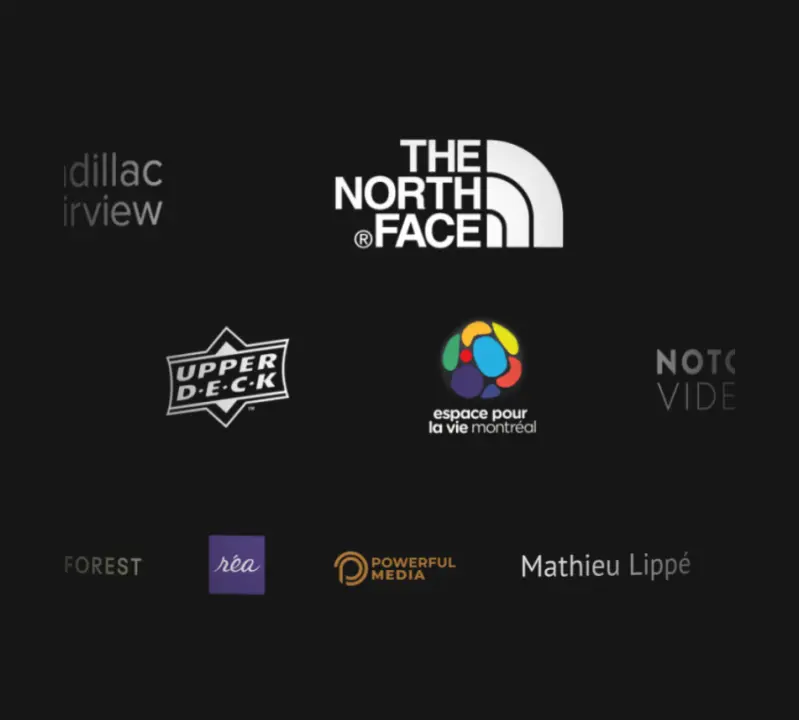 dillac
irview
THE
NORTH
® FACE
UPPER
D·E·C·K
™
espace pour
la vie montréal
NOTO
VIDE
FOREST
réa
POWERFUL
MEDIA
Mathieu Lippé